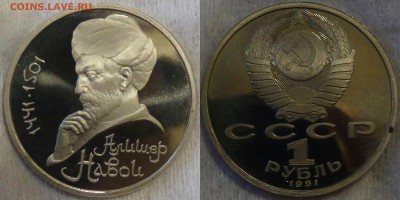 COINS.LAVE.RU
1441-1501
Алишер
Навои
СССР
1
РУБЛЬ
1991